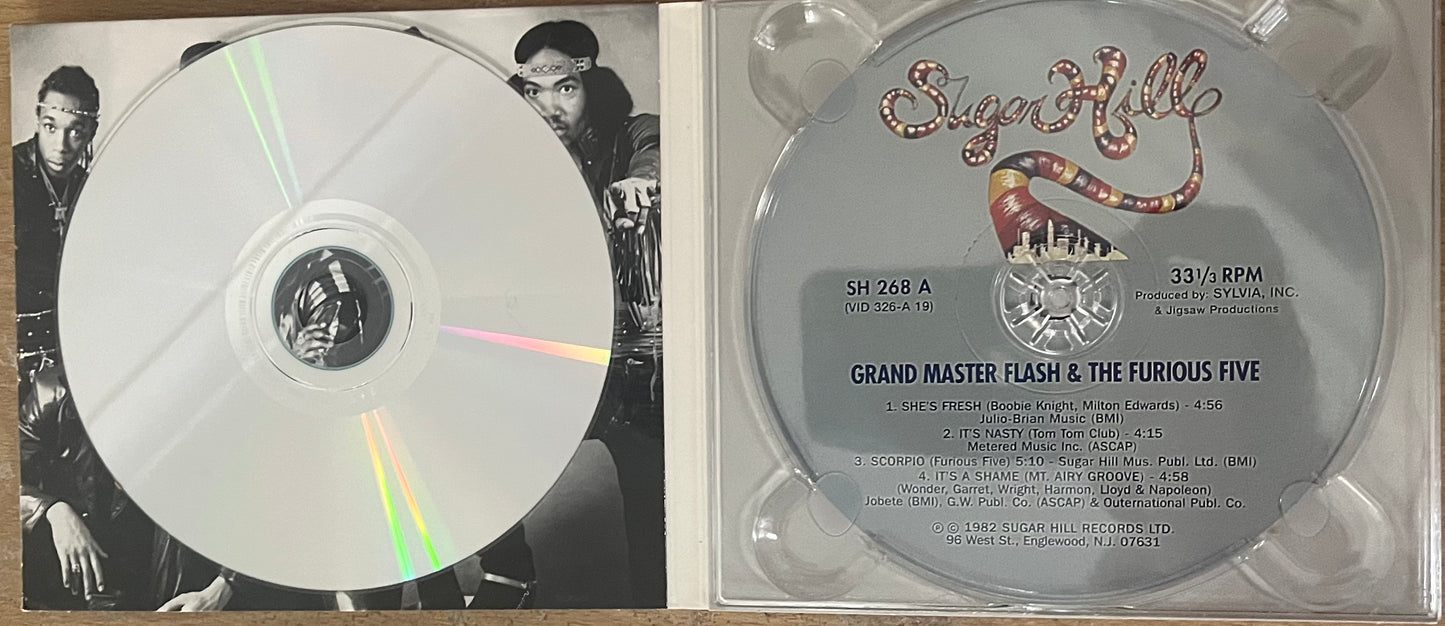 Sugar Hill
SH 268 A
(VID 326-A 19)
33 1/3 RPM
Produced by: SYLVIA, INC.
& Jigsaw Productions
GRAND MASTER FLASH & THE FURIOUS FIVE
1. SHE'S FRESH (Boobie Knight, Milton Edwards) - 4:56
Julio-Brian Music (BMI)
2. IT'S NASTY (Tom Tom Club) - 4:15
Metered Music Inc. (ASCAP)
3. SCORPIO (Furious Five) 5:10 - Sugar Hill Mus. Publ. Ltd. (BMI)
4. IT'S A SHAME (MT. AIRY GROOVE) - 4:58
(Wonder, Garret, Wright, Harmon, Lloyd & Napoleon)
Jobete (BMI), G.W. Publ. Co. (ASCAP) & Outernational Publ. Co.
℗ © 1982 SUGAR HILL RECORDS LTD.
96 West St., Englewood, N.J. 07631